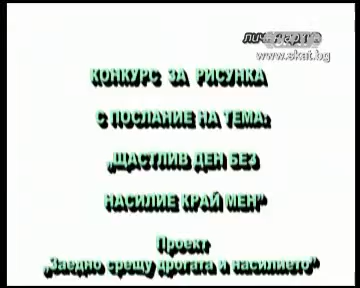 www.skat.bg
КОНКУРС ЗА РИСУНКА
С ПОСЛАНИЕ НА ТЕМА:
„ЩАСТЛИВ ДЕН БЕЗ
НАСИЛИЕ КРАЙ МЕН"
Проект
„Заедно срещу дрогата и насилието"